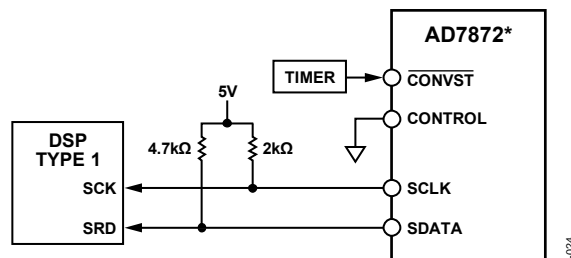 AD7872*
TIMER
CONVST
5V
CONTROL
DSP
TYPE 1
4.7kΩ
2kΩ
SCK
SCLK
SRD
SDATA